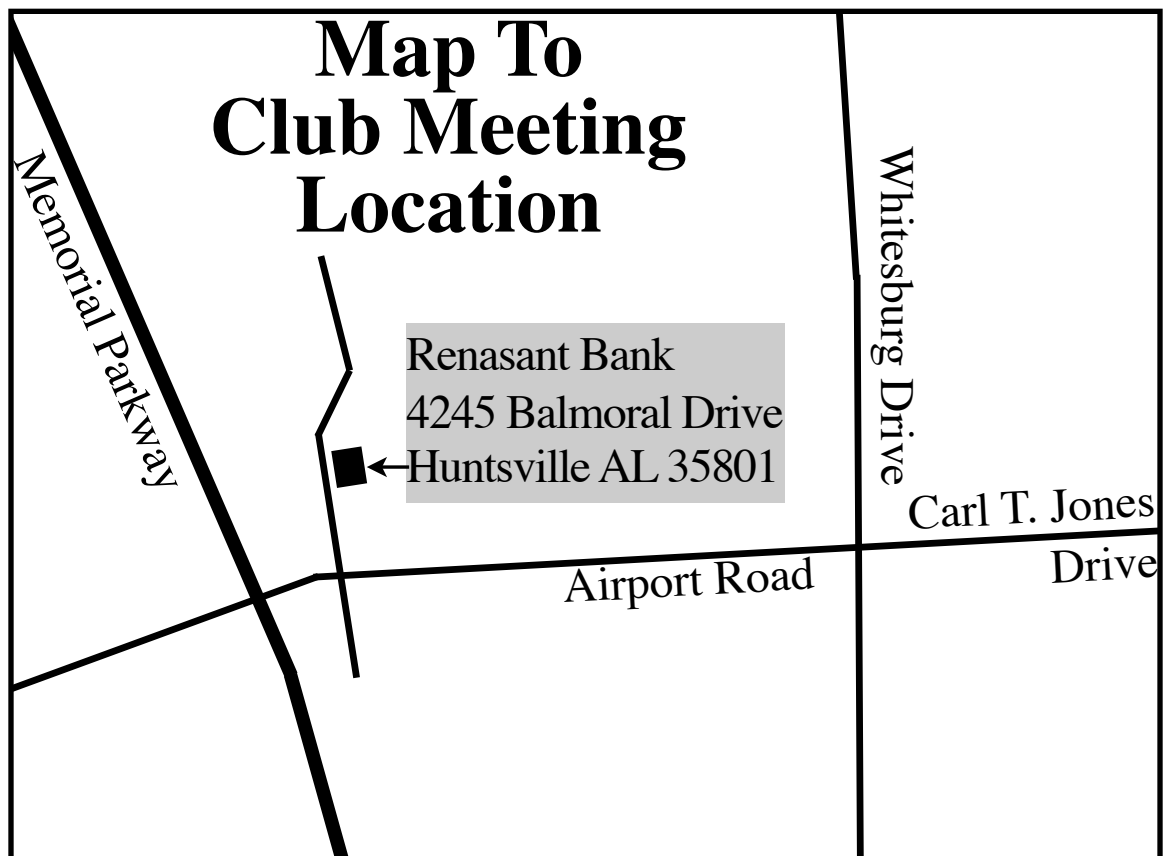 Map To
Club Meeting
Location
Memorial Parkway
Whitesburg Drive
Renasant Bank
4245 Balmoral Drive
Huntsville AL 35801
Carl T. Jones
Drive
Airport Road